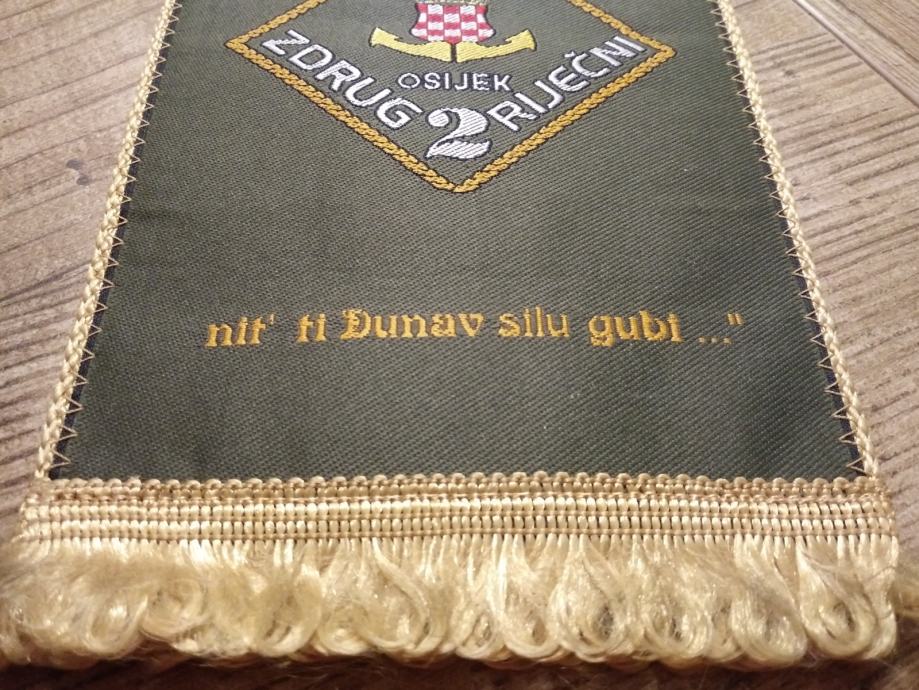 OSIJEK
ZDRUG 2 RIJEČNI
nit' ti Dunav silu gubi ..."